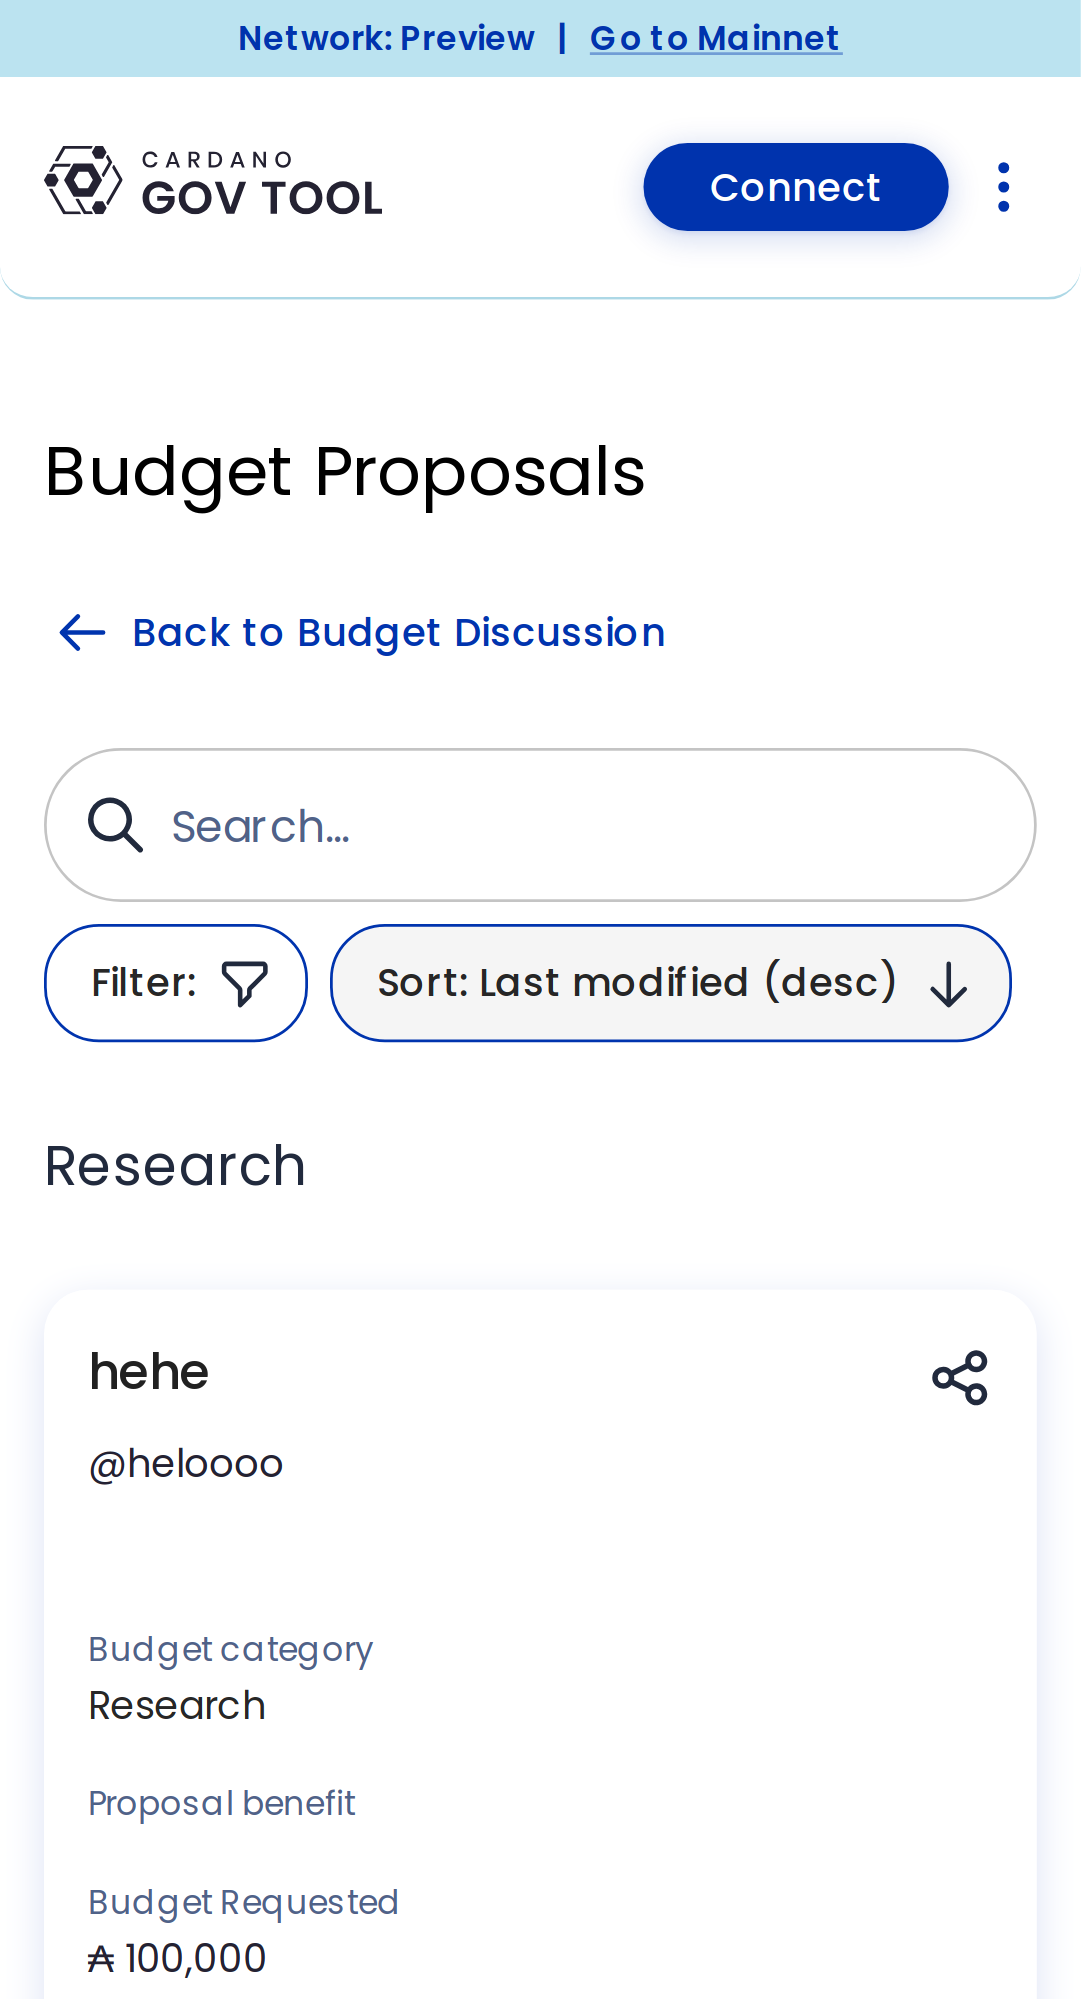 Network: Preview | Go to Mainnet
CARDANO
GOV TOOL
Connect
Budget Proposals
Back to Budget Discussion
Search...
Filter:
Sort: Last modified (desc)
Research
hehe
@heloooo
Budget category
Research
Proposal benefit
Budget Requested
₳ 100,000